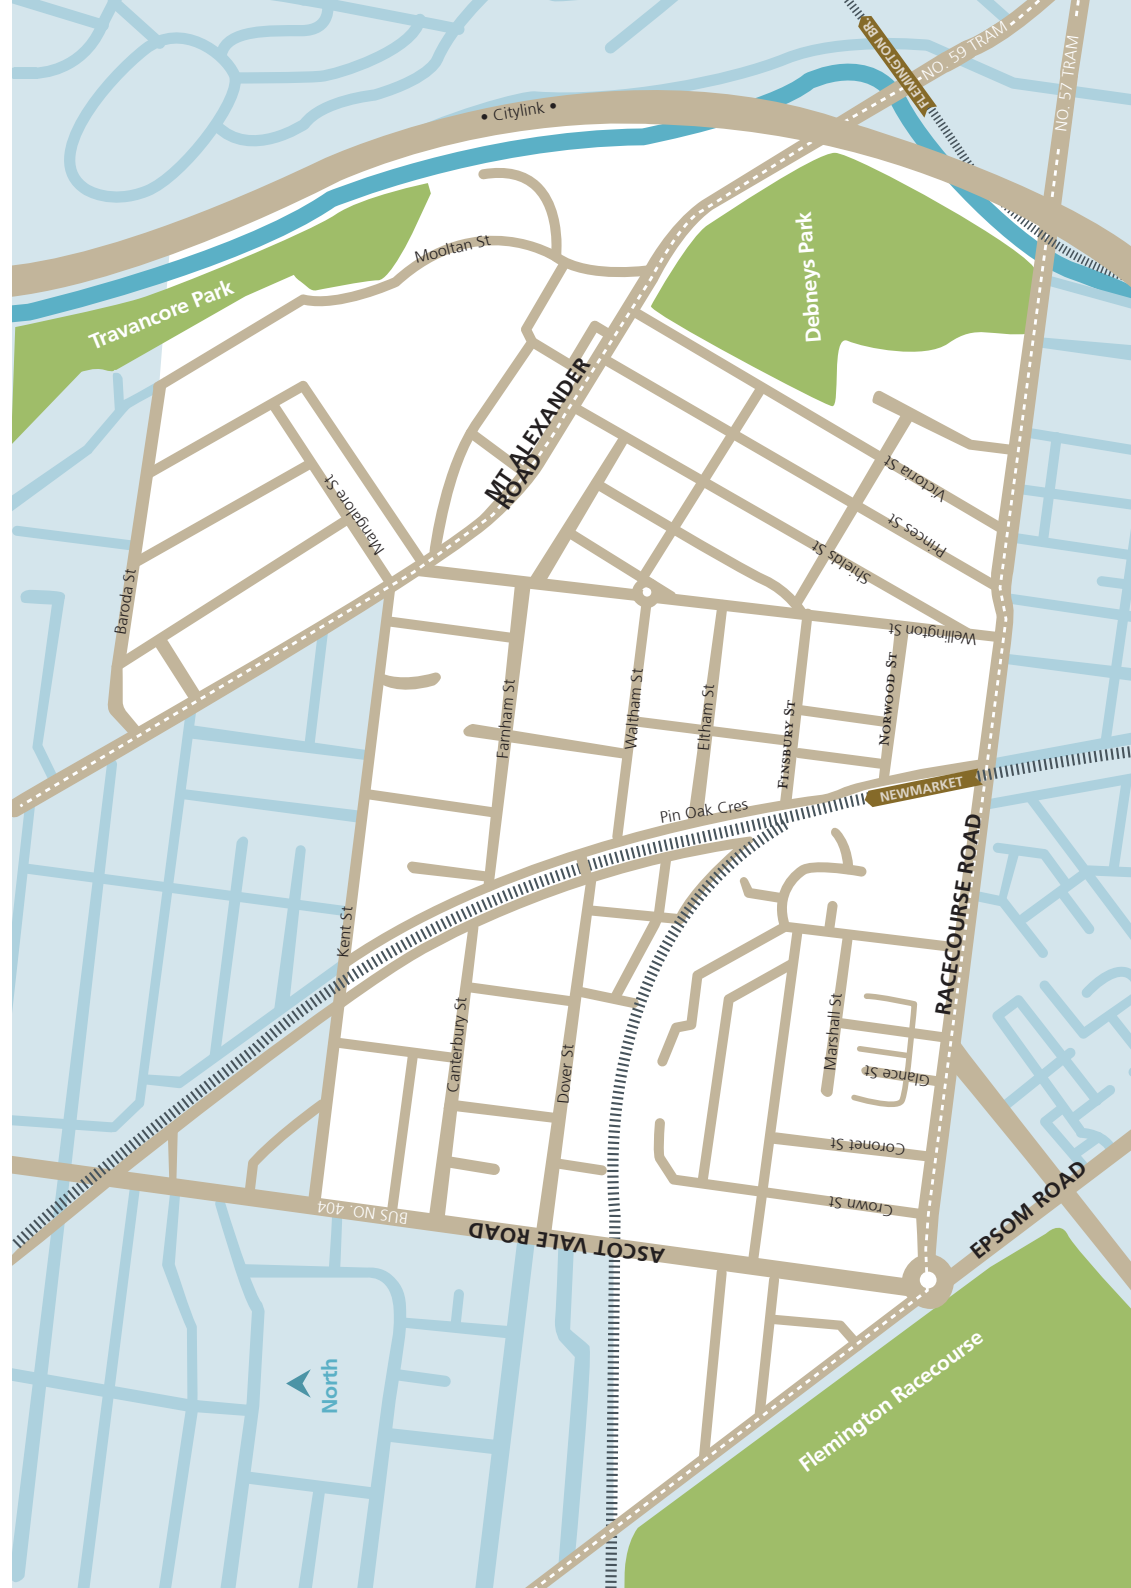 FLEMINGTON BR.
NO. 59 TRAM
NO. 57 TRAM
• Citylink •
Mooltan St
Travancore Park
Debneys Park
MT ALEXANDER
ROAD
Mangalore St
Victoria St
Princes St
Shields St
Baroda St
Wellington St
Farnham St
Waltham St
Eltham St
FINSBURY ST
NORWOOD ST
NEWMARKET
Pin Oak Cres
RACECOURSE ROAD
Kent St
Canterbury St
Dover St
Marshall St
Glance St
Coronet St
Crown St
BUS NO. 404
ASCOT VALE ROAD
EPSOM ROAD
North
Flemington Racecourse